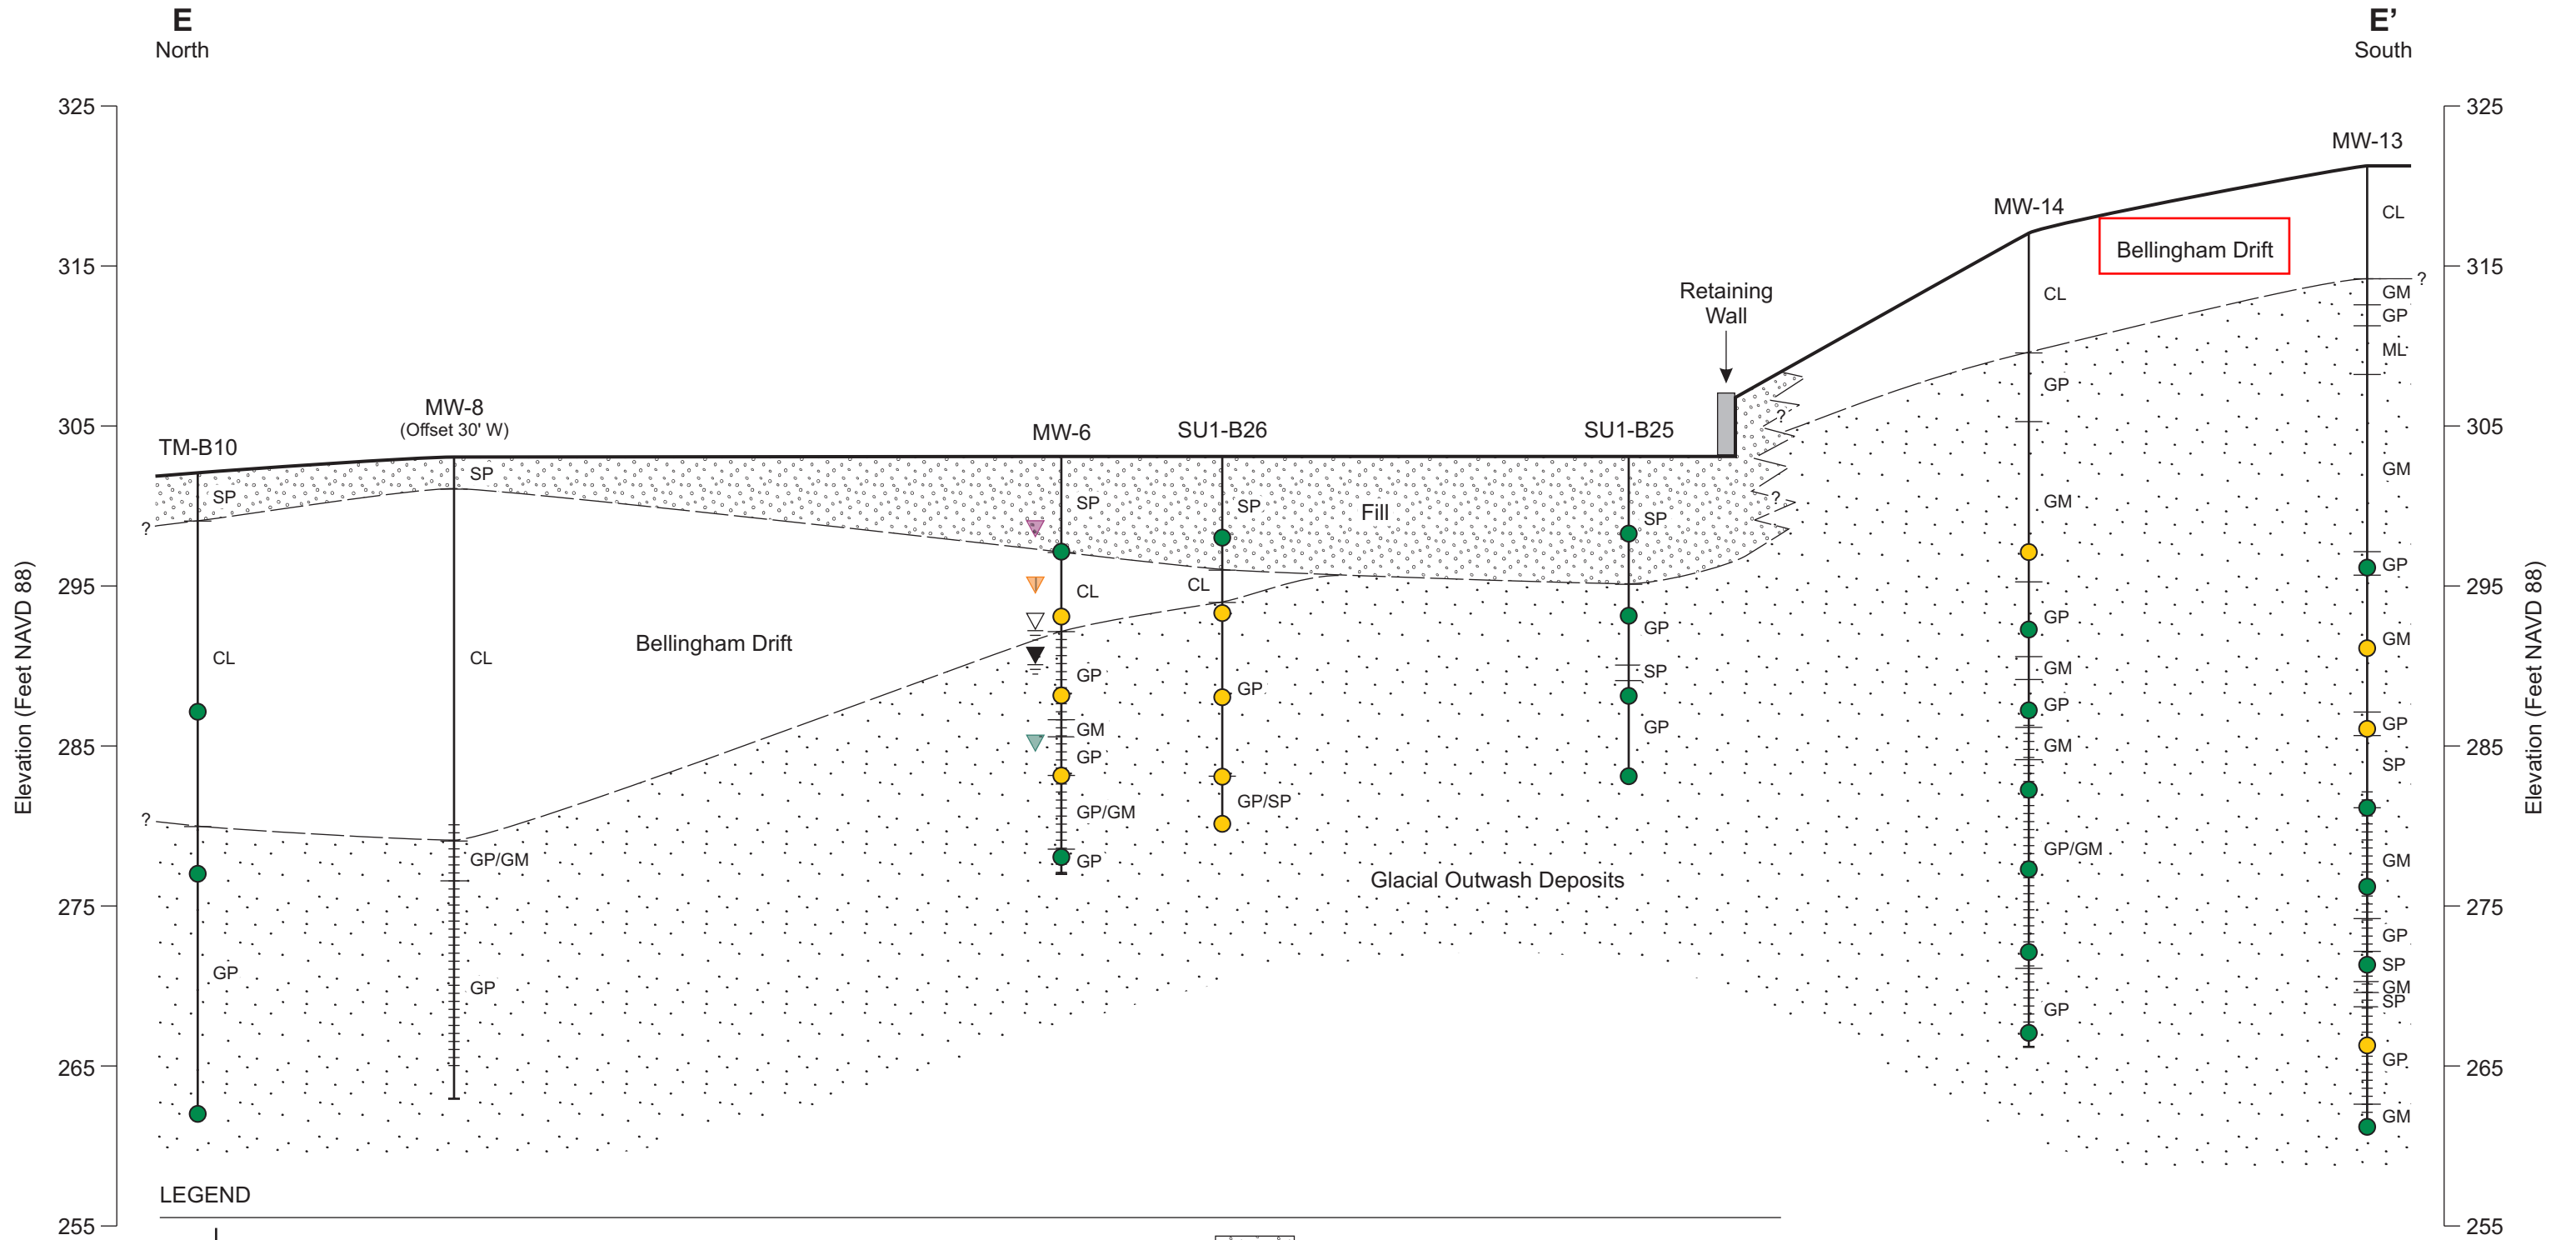 E
North
E’
South
325
315
305
295
285
275
265
255
Elevation (Feet NAVD 88)
TM-B10
SP
CL
GP
?
?
MW-8
(Offset 30' W)
SP
CL
GP/GM
GP
Bellingham Drift
MW-6
SP
CL
GP
GM
GP
GP/GM
GP
SU1-B26
SP
CL
GP
GP/SP
Fill
Glacial Outwash Deposits
SU1-B25
SP
GP
SP
GP
Retaining
Wall
?
?
MW-14
CL
GP
GM
GP
GM
GP
GM
GP/GM
GP
Bellingham Drift
MW-13
CL
?
GM
GP
ML
GM
GP
GM
GP
SP
GM
GP
SP
GM
SP
GP
GM
325
315
305
295
285
275
265
255
Elevation (Feet NAVD 88)
LEGEND